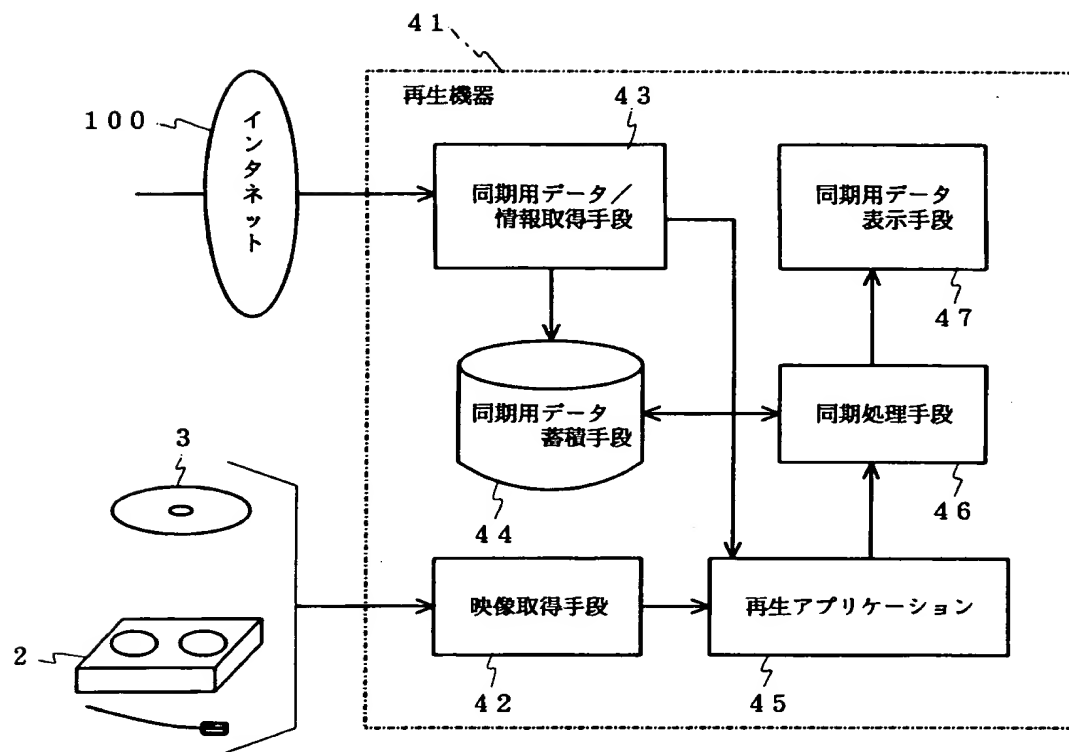 41
再生機器
43
100
インタネット
同期用データ/
情報取得手段
同期用データ
表示手段
47
同期用データ
蓄積手段
同期処理手段
3
44
46
映像取得手段
再生アプリケーション
2
42
45